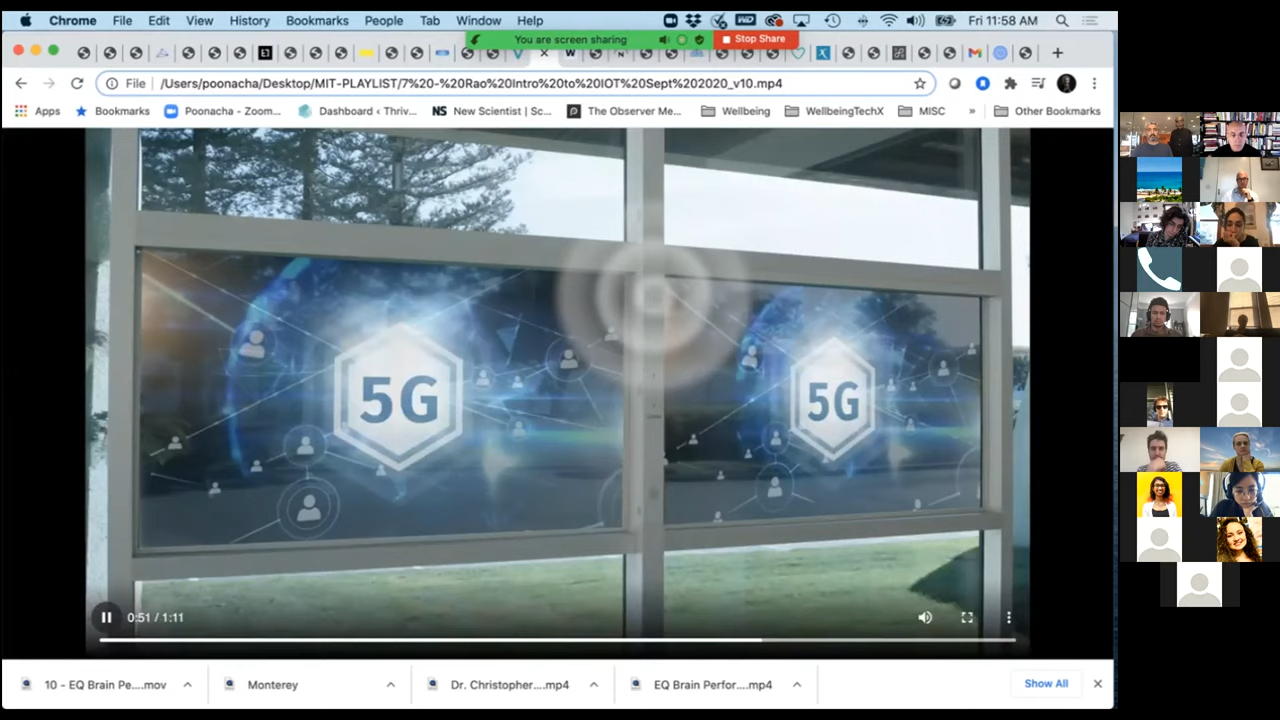 Chrome File Edit View History Bookmarks People Tab Window Help Fri 11:58 AM
You are screen sharing Stop Share
File /Users/poonacha/Desktop/MIT-PLAYLIST/7%20-%20Rao%20Intro%20to%20IOT%20Sept%202020_v10.mp4
Apps Bookmarks Poonacha - Zoom... Dashboard ‹ Thriv... NS New Scientist | Sc... The Observer Me... Wellbeing WellbeingTechX MISC » Other Bookmarks
5G 5G
0:51 / 1:11
10 - EQ Brain Pe....mov Monterey Dr. Christopher....mp4 EQ Brain Perfor....mp4 Show All